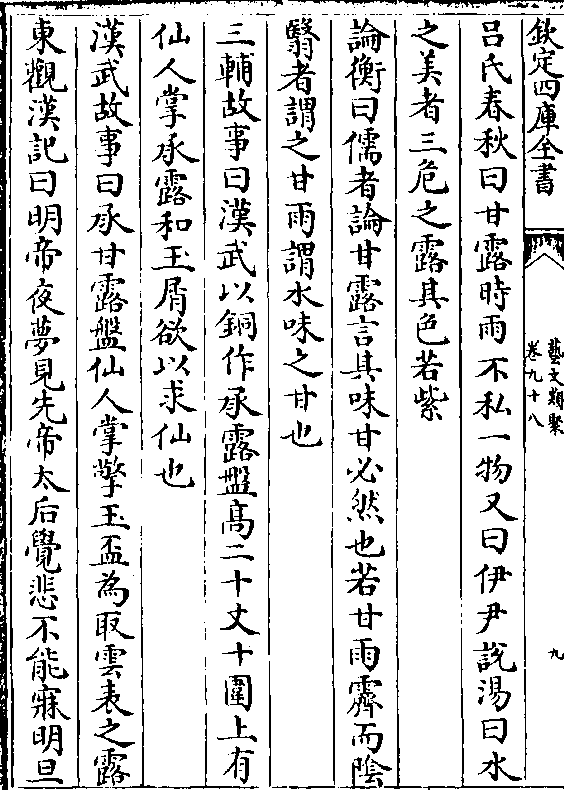 欽定四庫全書
藝文類聚
卷九十八
九
吕氏春秋曰甘露時雨不私一物又曰伊尹說湯曰水
之美者三危之露其色若紫
論衡曰儒者論甘露言其味甘必然也若甘雨霽而陰
翳者謂之甘雨謂水味之甘也
三輔故事曰漢武以銅作承露盤髙二十丈十圍上有
仙人掌承露和玉屑欲以求仙也
漢武故事曰承甘露盤仙人掌擎玉盃為取雲表之露
東觀漢記曰明帝夜夢見先帝太后覺悲不能寐明旦